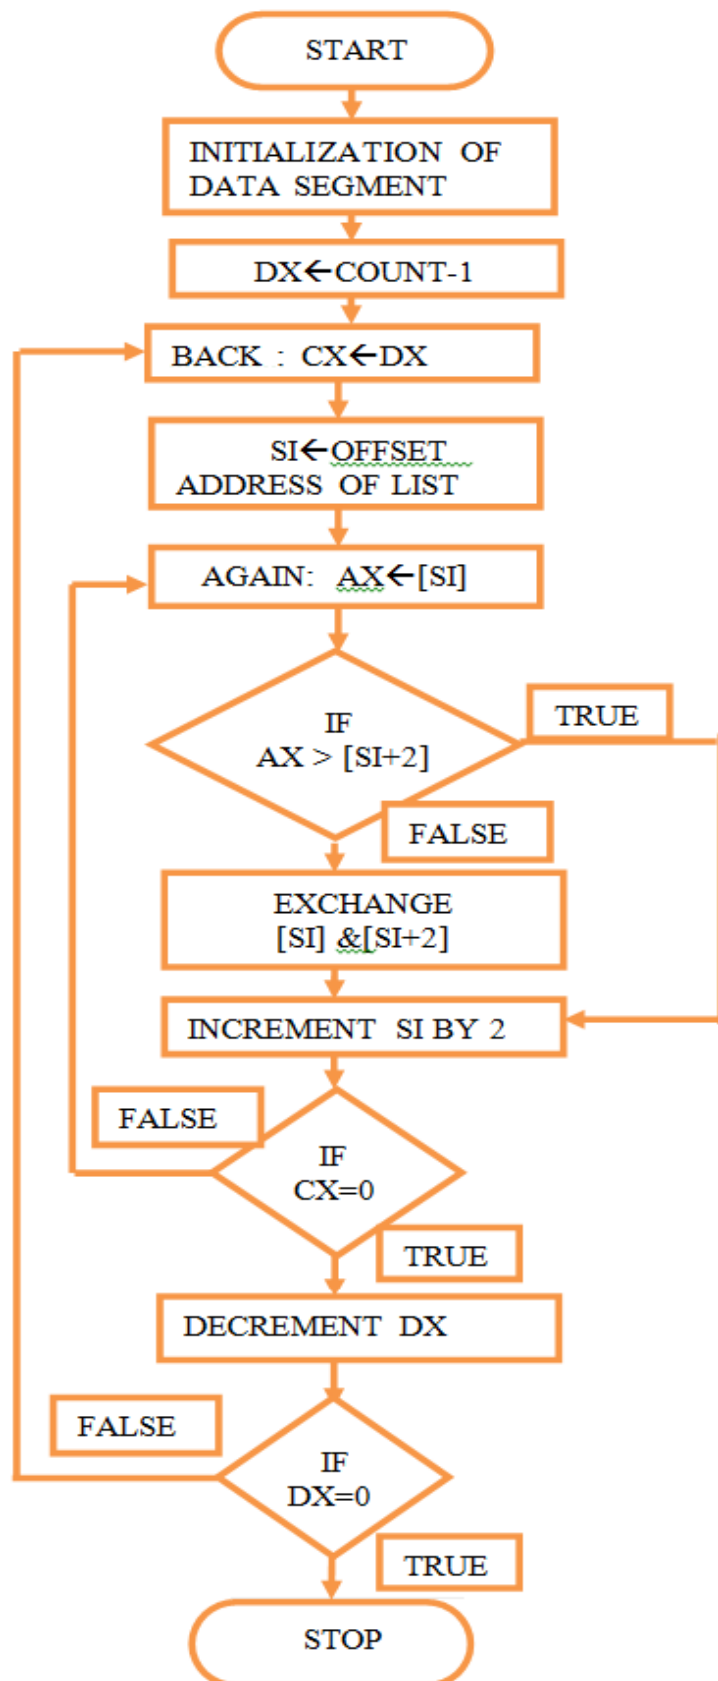 START
INITIALIZATION OF
DATA SEGMENT
DX←COUNT-1
BACK : CX←DX
SI←OFFSET
ADDRESS OF LIST
AGAIN: AX←[SI]
IF
AX > [SI+2]
TRUE
FALSE
EXCHANGE
[SI] &[SI+2]
INCREMENT SI BY 2
FALSE
IF
CX=0
TRUE
DECREMENT DX
FALSE
IF
DX=0
TRUE
STOP